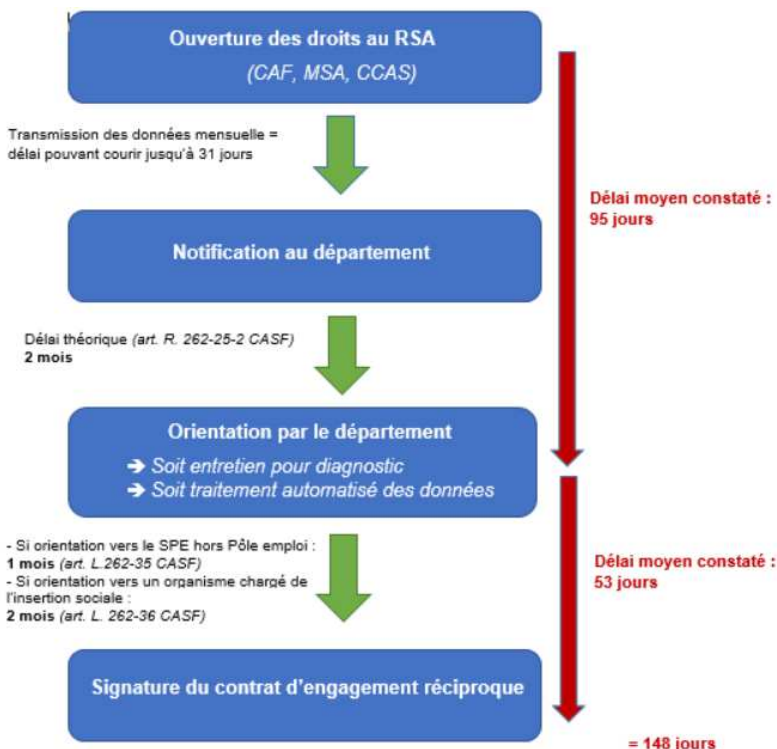 Ouverture des droits au RSA
(CAF, MSA, CCAS)
Transmission des données mensuelle =
délai pouvant courir jusqu'à 31 jours
Délai moyen constaté :
95 jours
Notification au département
Délai théorique (art. R. 262-25-2 CASF)
2 mois
Orientation par le département
➔ Soit entretien pour diagnostic
➔ Soit traitement automatisé des données
- Si orientation vers le SPE hors Pôle emploi :
1 mois (art. L.262-35 CASF)
- Si orientation vers un organisme chargé de
l'insertion sociale :
2 mois (art. L. 262-36 CASF)
Délai moyen constaté :
53 jours
Signature du contrat d'engagement réciproque
= 148 jours